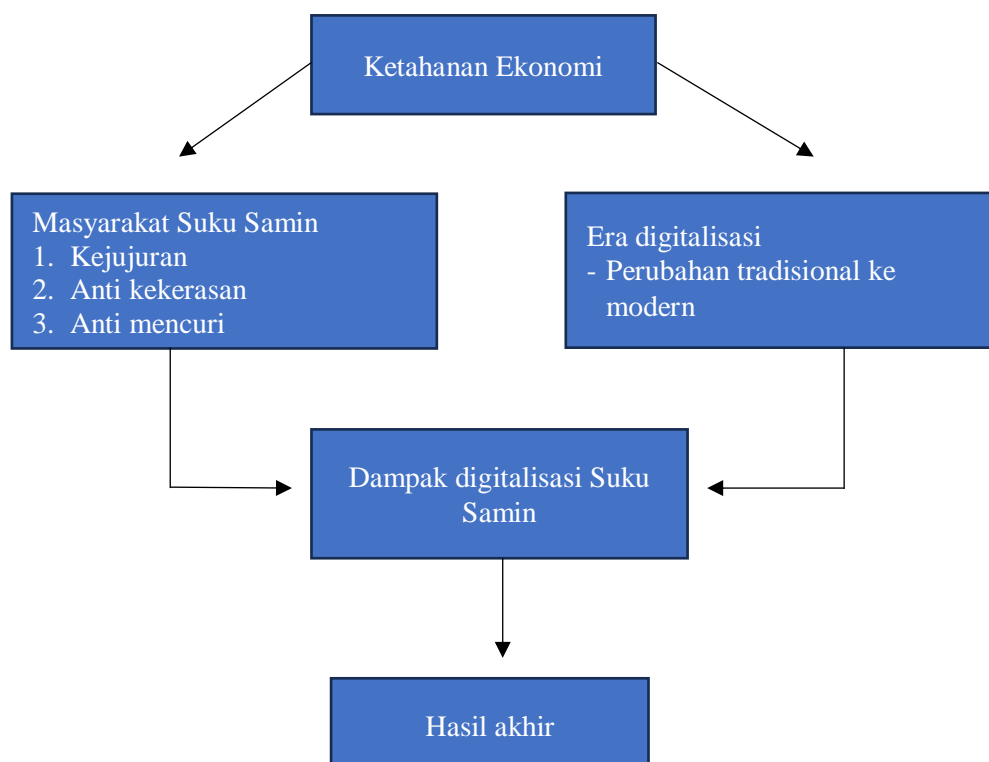 Ketahanan Ekonomi
Masyarakat Suku Samin
1. Kejujuran
2. Anti kekerasan
3. Anti mencuri
Era digitalisasi
- Perubahan tradisional ke
modern
Dampak digitalisasi Suku
Samin
Hasil akhir